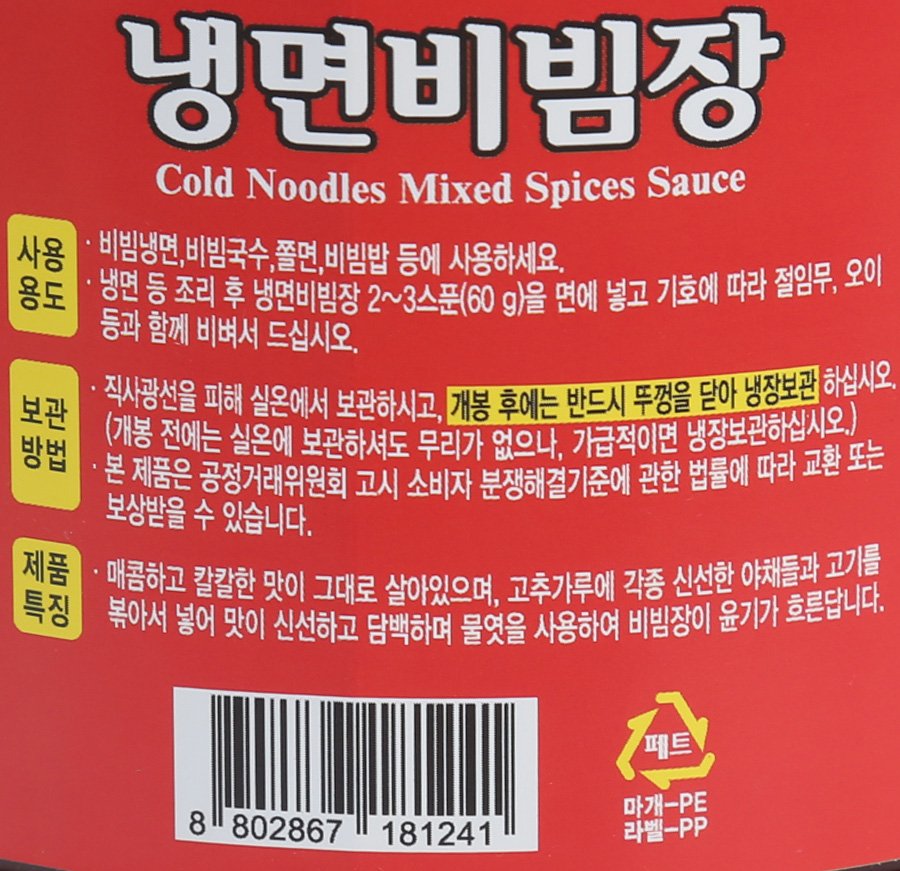 냉면비빔장
Cold Noodles Mixed Spices Sauce
사용
용도
· 비빔냉면,비빔국수,쫄면,비빔밥 등에 사용하세요.
· 냉면 등 조리 후 냉면비빔장 2~3스푼(60 g)을 면에 넣고 기호에 따라 절임무, 오이
등과 함께 비벼서 드십시오.
보관
방법
· 직사광선을 피해 실온에서 보관하시고, 개봉 후에는 반드시 뚜껑을 닫아 냉장보관 하십시오.
(개봉 전에는 실온에 보관하셔도 무리가 없으나, 가급적이면 냉장보관하십시오.)
· 본 제품은 공정거래위원회 고시 소비자 분쟁해결기준에 관한 법률에 따라 교환 또는
보상받을 수 있습니다.
제품
특징
· 매콤하고 칼칼한 맛이 그대로 살아있으며, 고추가루에 각종 신선한 야채들과 고기를
볶아서 넣어 맛이 신선하고 담백하며 물엿을 사용하여 비빔장이 윤기가 흐른답니다.
페트
마개-PE
라벨-PP
8 802867 181241